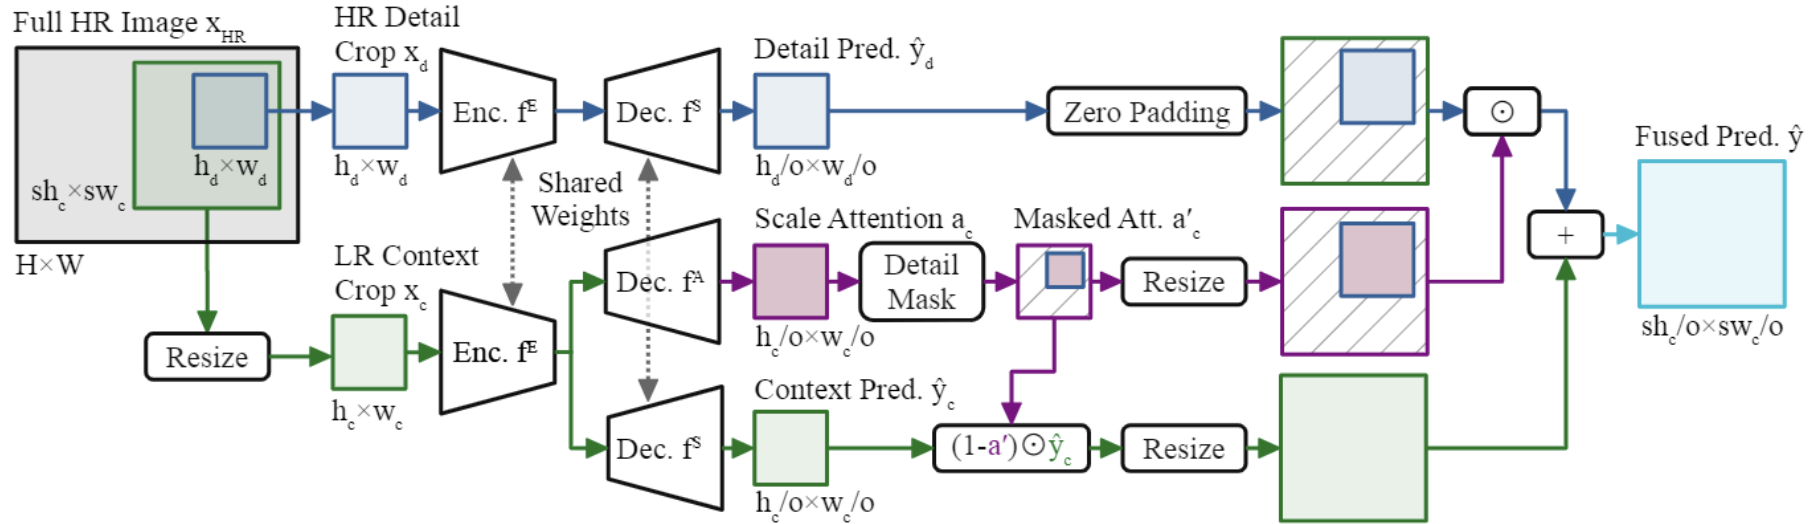 Full HR Image x_HR
HR Detail
Crop x_d
Detail Pred. ŷ_d
Enc. f^E
Dec. f^S
Zero Padding
⊙
h_d×w_d
h_d×w_d
h_d/o×w_d/o
sh_c×sw_c
H×W
Shared
Weights
Fused Pred. ŷ
Scale Attention a_c
Masked Att. a′_c
LR Context
Crop x_c
Dec. f^A
Detail
Mask
Resize
+
sh_c/o×sw_c/o
h_c/o×w_c/o
Resize
Enc. f^E
h_c×w_c
Context Pred. ŷ_c
Dec. f^S
(1-a′)⊙ŷ_c
Resize
h_c/o×w_c/o